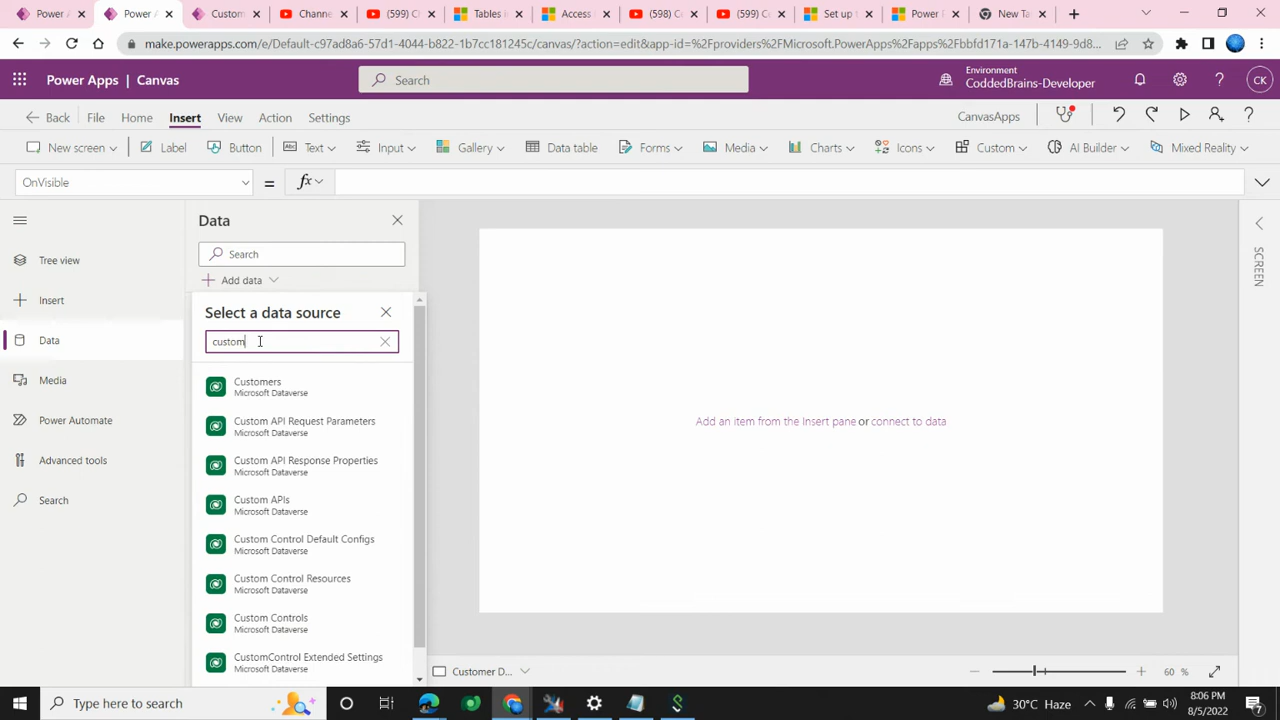 Power A
Power A
Custom
Channe
(599) C
Tables i
Access
(598) C
(599) C
Set up
Power
New Ta
make.powerapps.com/e/Default-c97ad8a6-57d1-4044-b822-1b7cc181245c/canvas/?action=edit&app-id=%2Fproviders%2FMicrosoft.PowerApps%2Fapps%2Fbbfd171a-147b-4149-9d8...
Power Apps | Canvas
Search
Environment
CoddedBrains-Developer
CK
Back
File
Home
Insert
View
Action
Settings
CanvasApps
New screen
Label
Button
Text
Input
Gallery
Data table
Forms
Media
Charts
Icons
Custom
AI Builder
Mixed Reality
OnVisible
=
fx
Data
Search
Add data
Tree view
Insert
Data
Media
Power Automate
Advanced tools
Search
Select a data source
custom
Customers
Microsoft Dataverse
Custom API Request Parameters
Microsoft Dataverse
Custom API Response Properties
Microsoft Dataverse
Custom APIs
Microsoft Dataverse
Custom Control Default Configs
Microsoft Dataverse
Custom Control Resources
Microsoft Dataverse
Custom Controls
Microsoft Dataverse
CustomControl Extended Settings
Microsoft Dataverse
Add an item from the Insert pane or connect to data
SCREEN
Customer D...
60 %
Type here to search
30°C Haze
8:06 PM
8/5/2022
7